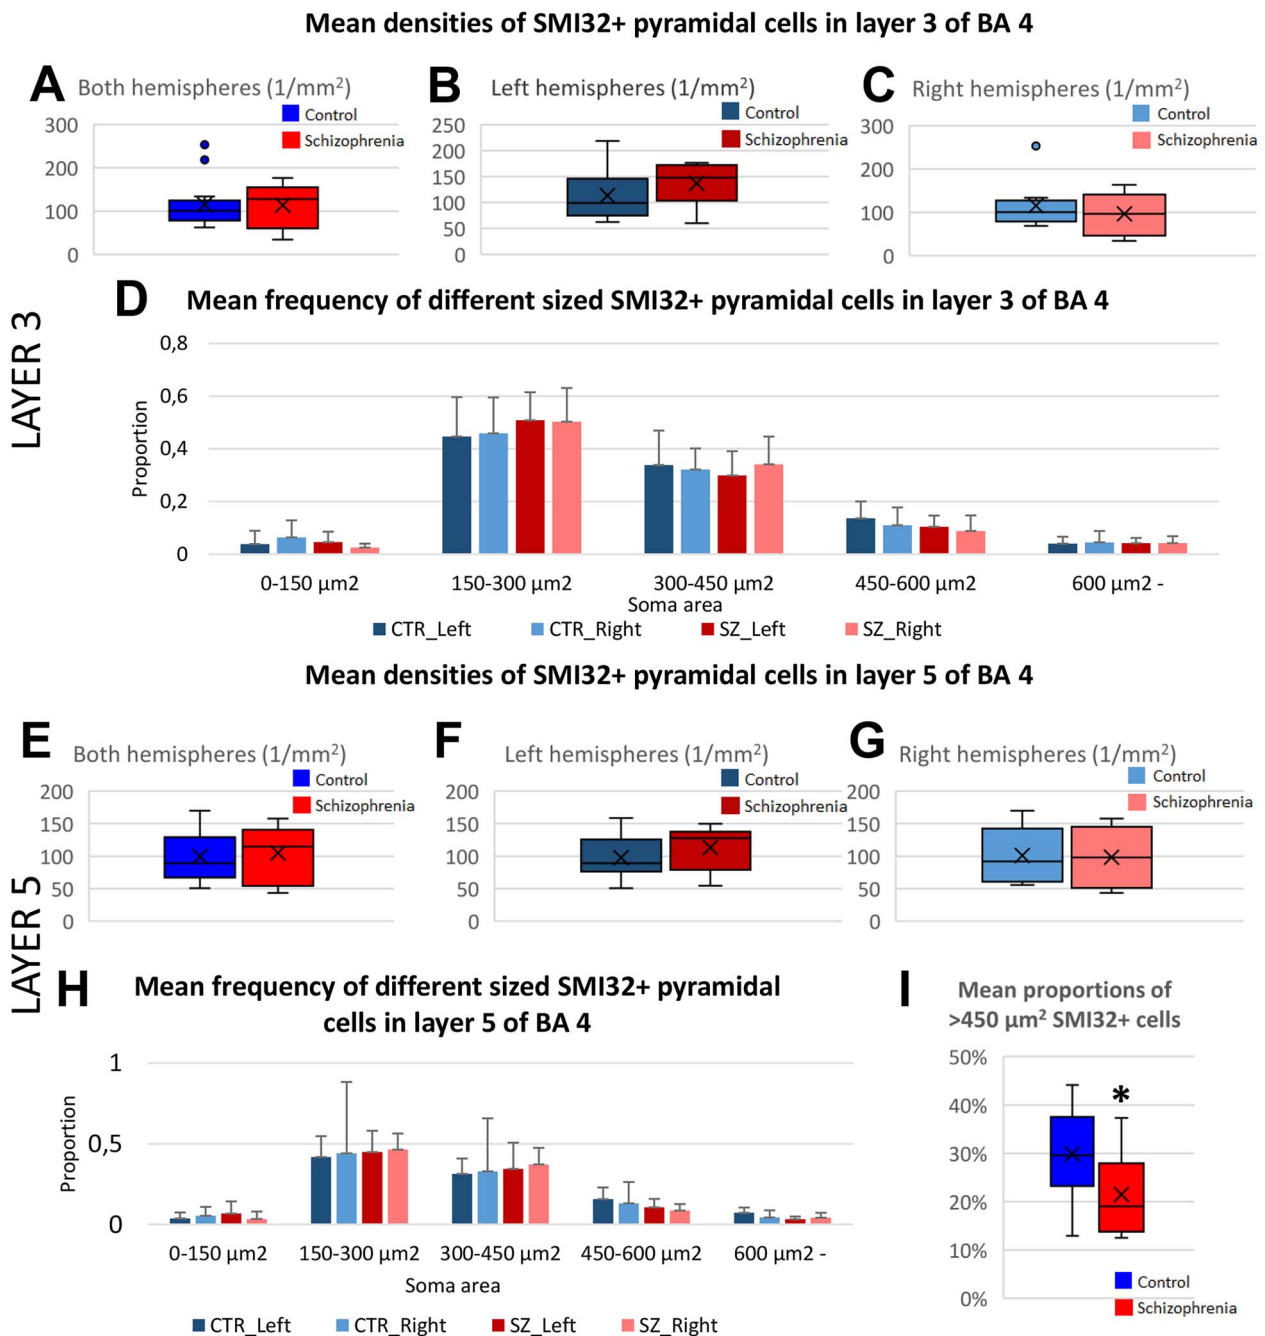 Mean densities of SMI32+ pyramidal cells in layer 3 of BA 4
A
Both hemispheres (1/mm²)
Control
Schizophrenia
300
200
100
0
B
Left hemispheres (1/mm²)
Control
Schizophrenia
250
200
150
100
50
0
C
Right hemispheres (1/mm²)
Control
Schizophrenia
300
200
100
0
LAYER 3
D
Mean frequency of different sized SMI32+ pyramidal cells in layer 3 of BA 4
Proportion
0,8
0,6
0,4
0,2
0
0-150 µm2 150-300 µm2 300-450 µm2 450-600 µm2 600 µm2 -
Soma area
CTR_Left CTR_Right SZ_Left SZ_Right
Mean densities of SMI32+ pyramidal cells in layer 5 of BA 4
E
Both hemispheres (1/mm²)
Control
Schizophrenia
200
150
100
50
0
F
Left hemispheres (1/mm²)
Control
Schizophrenia
200
150
100
50
0
G
Right hemispheres (1/mm²)
Control
Schizophrenia
200
150
100
50
0
LAYER 5
H
Mean frequency of different sized SMI32+ pyramidal
cells in layer 5 of BA 4
Proportion
1
0,5
0
0-150 µm2 150-300 µm2 300-450 µm2 450-600 µm2 600 µm2 -
Soma area
CTR_Left CTR_Right SZ_Left SZ_Right
I
Mean proportions of
>450 µm² SMI32+ cells
50%
40%
30%
20%
10%
0%
*
Control
Schizophrenia